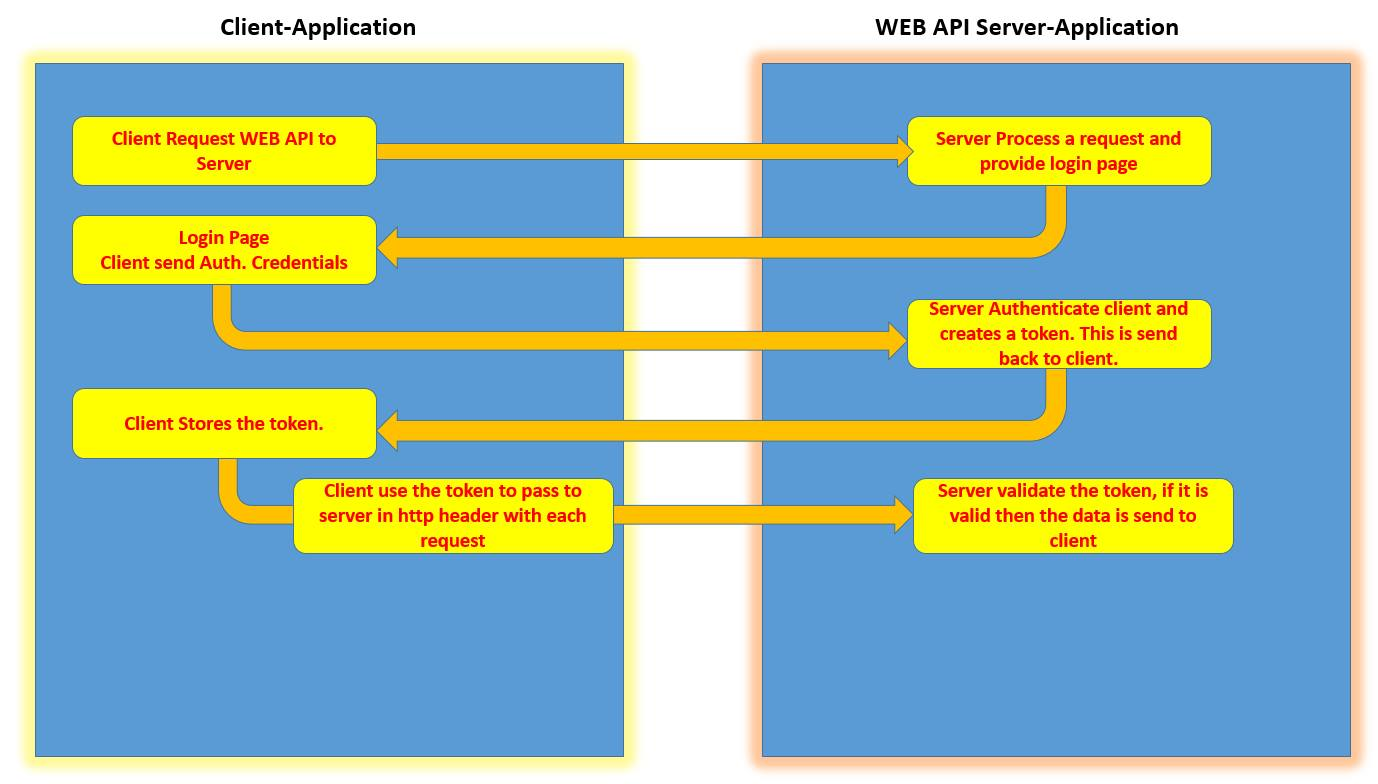 Client-Application
WEB API Server-Application
Client Request WEB API to
Server
Server Process a request and
provide login page
Login Page
Client send Auth. Credentials
Server Authenticate client and
creates a token. This is send
back to client.
Client Stores the token.
Client use the token to pass to
server in http header with each
request
Server validate the token, if it is
valid then the data is send to
client